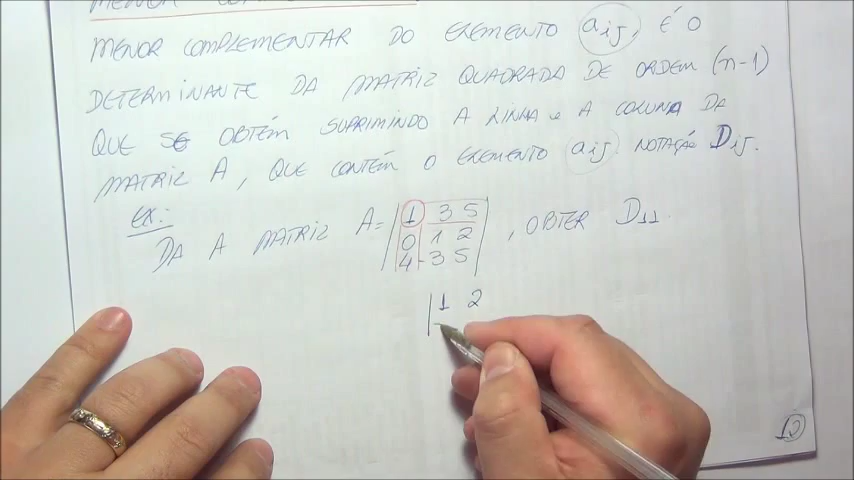 MENOR COMPLEMENTAR DO ELEMENTO aij, É O
DETERMINANTE DA MATRIZ QUADRADA DE ORDEM (n-1)
QUE SE OBTÉM SUPRIMINDO A LINHA e A COLUNA DA
MATRIZ A, QUE CONTÉM O ELEMENTO aij. NOTAÇÃO Dij.
EX:
DA A MATRIZ A= | 1 3 5 | , OBTER D11.
0 1 2
4 -3 5
| 1 2
-
10